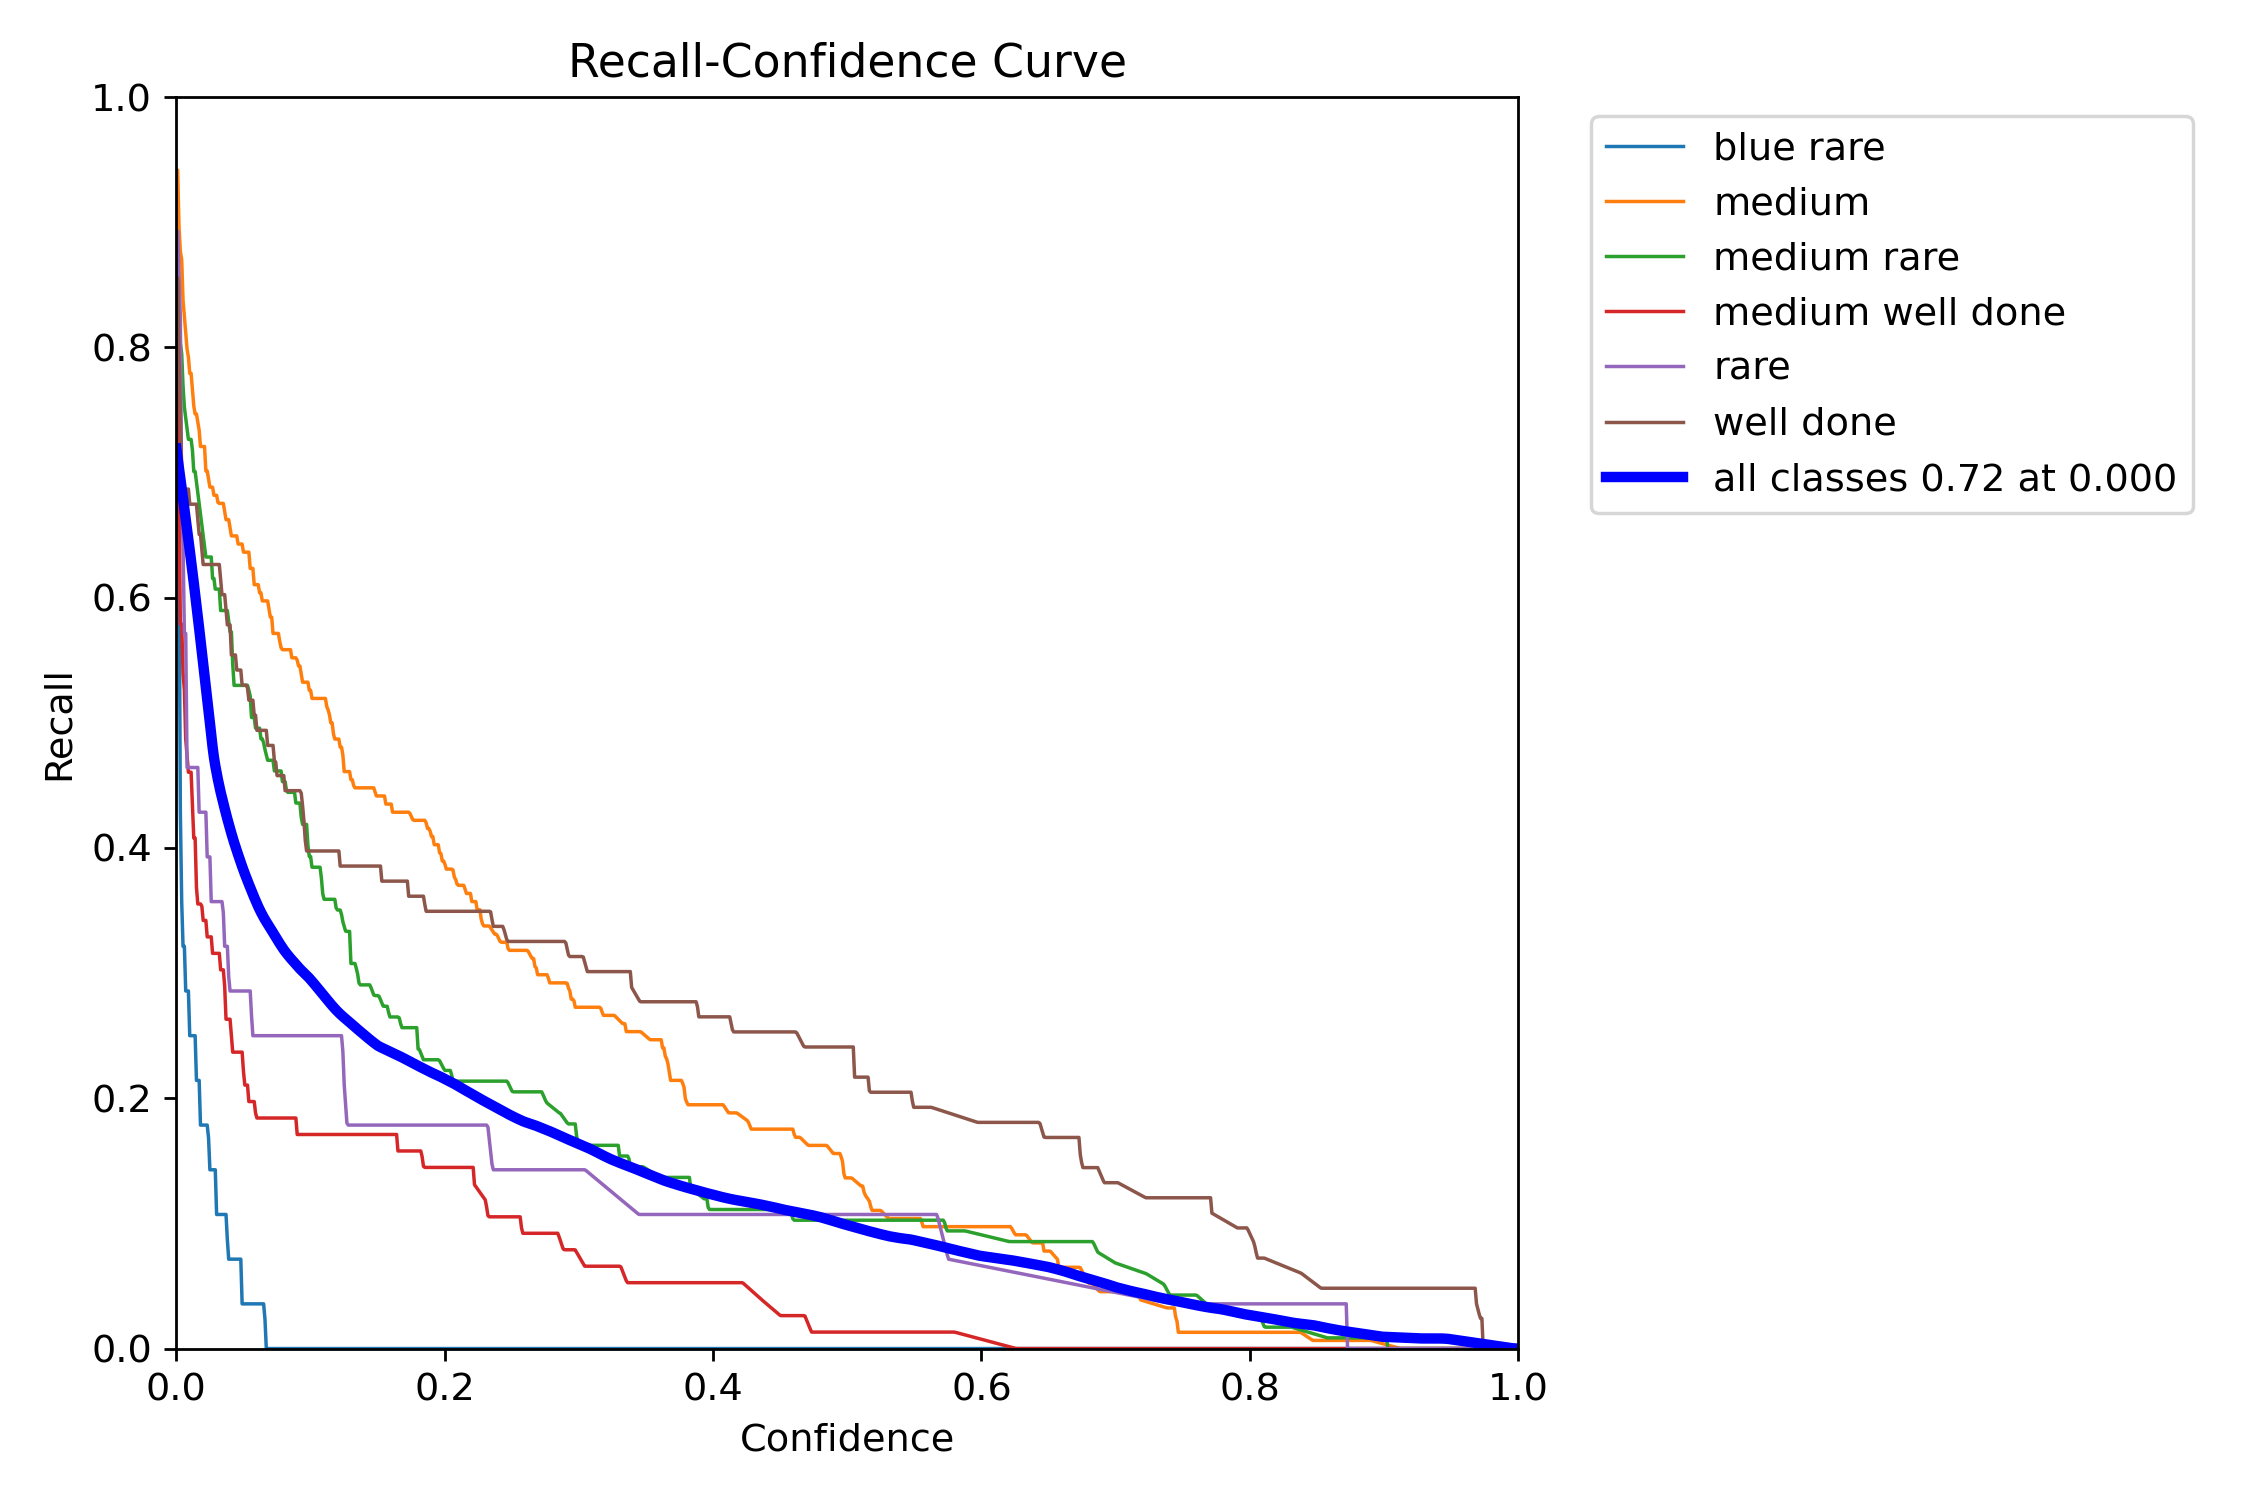 Recall-Confidence Curve
1.0
0.8
0.6
0.4
0.2
0.0
Recall
0.0 0.2 0.4 0.6 0.8 1.0
Confidence
blue rare
medium
medium rare
medium well done
rare
well done
all classes 0.72 at 0.000